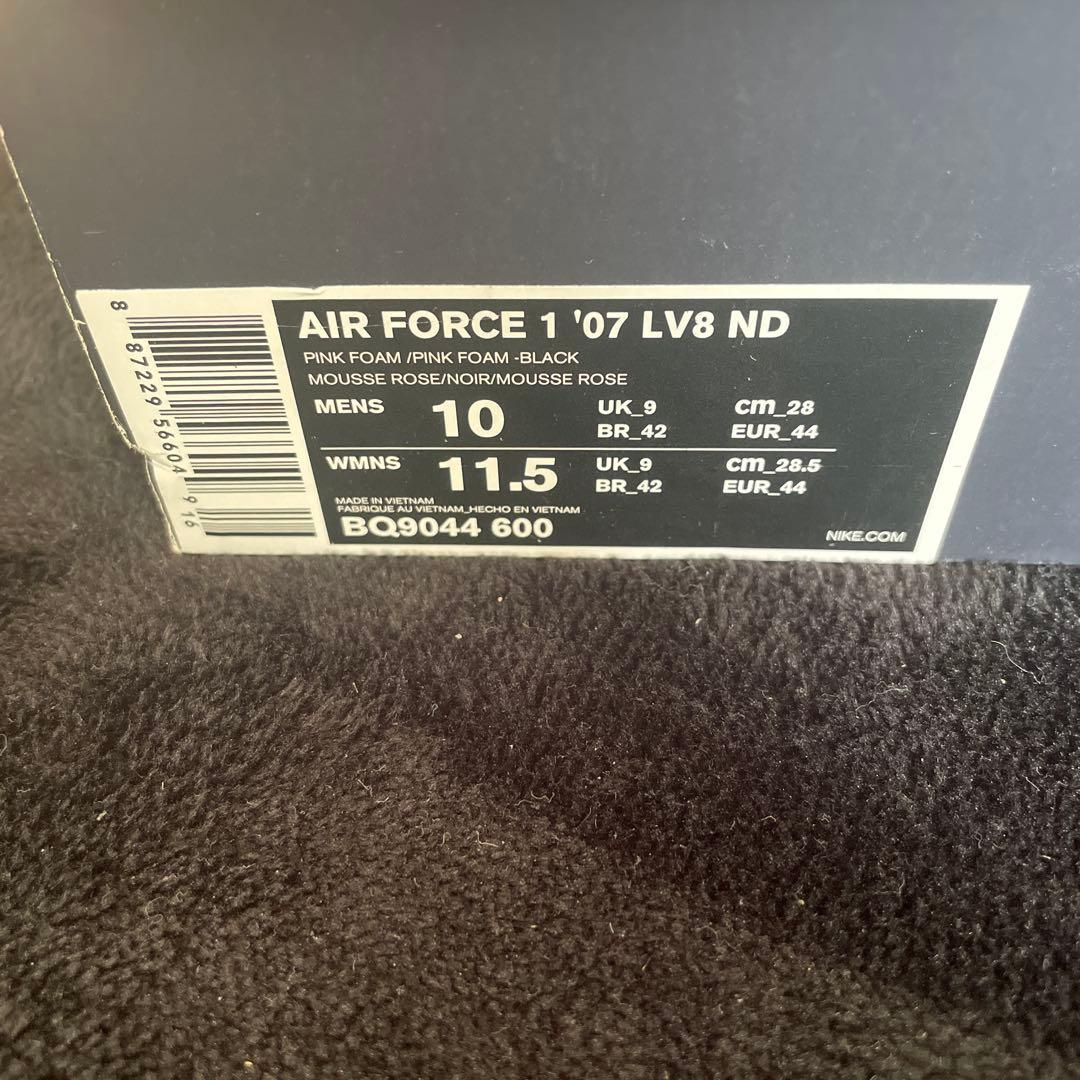 AIR FORCE 1 '07 LV8 ND
PINK FOAM /PINK FOAM -BLACK
MOUSSE ROSE/NOIR/MOUSSE ROSE
MENS 10 UK_9 cm_28
BR_42 EUR_44
WMNS 11.5 UK_9 cm_28.5
BR_42 EUR_44
MADE IN VIETNAM
FABRIQUE AU VIETNAM_HECHO EN VIETNAM
BQ9044 600
NIKE.COM
8 87229 56604 916